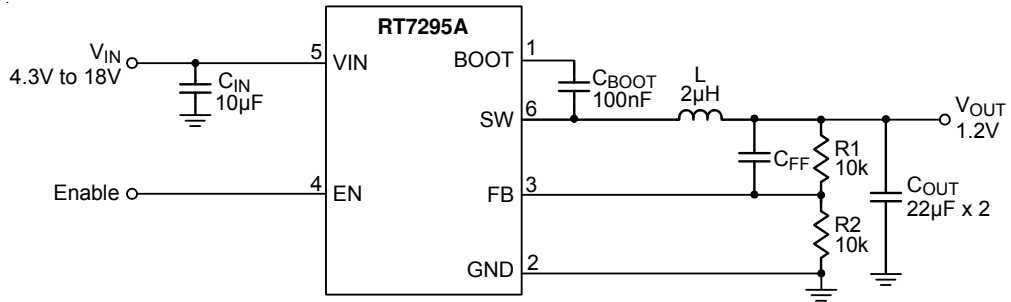 RT7295A
V_IN
4.3V to 18V
C_IN
10µF
5
VIN
BOOT
1
C_BOOT
100nF
SW
6
L
2µH
V_OUT
1.2V
C_FF
R1
10k
Enable
4
EN
FB
3
C_OUT
22µF x 2
R2
10k
GND
2